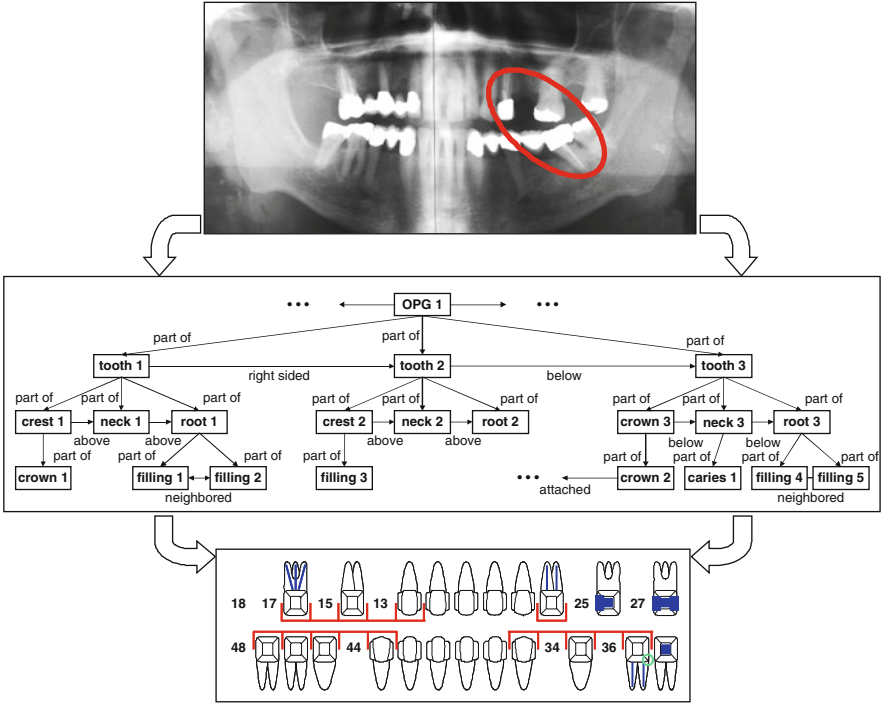 ••• OPG 1 •••
part of part of part of
tooth 1 right sided tooth 2 below tooth 3
part of part of part of part of part of part of part of part of part of
crest 1 neck 1 root 1 crest 2 neck 2 root 2 crown 3 neck 3 root 3
above above above above below below
part of part of part of part of part of part of part of part of
crown 1 filling 1 filling 2 filling 3 ••• attached crown 2 caries 1 filling 4 filling 5
neighbored neighbored
18 17 15 13 25 27
48 44 34 36